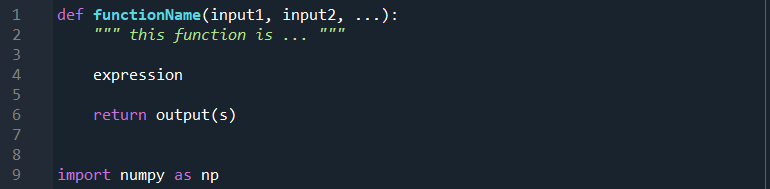 1 def functionName(input1, input2, ...):
2 """ this function is ... """
3
4 expression
5
6 return output(s)
7
8
9 import numpy as np